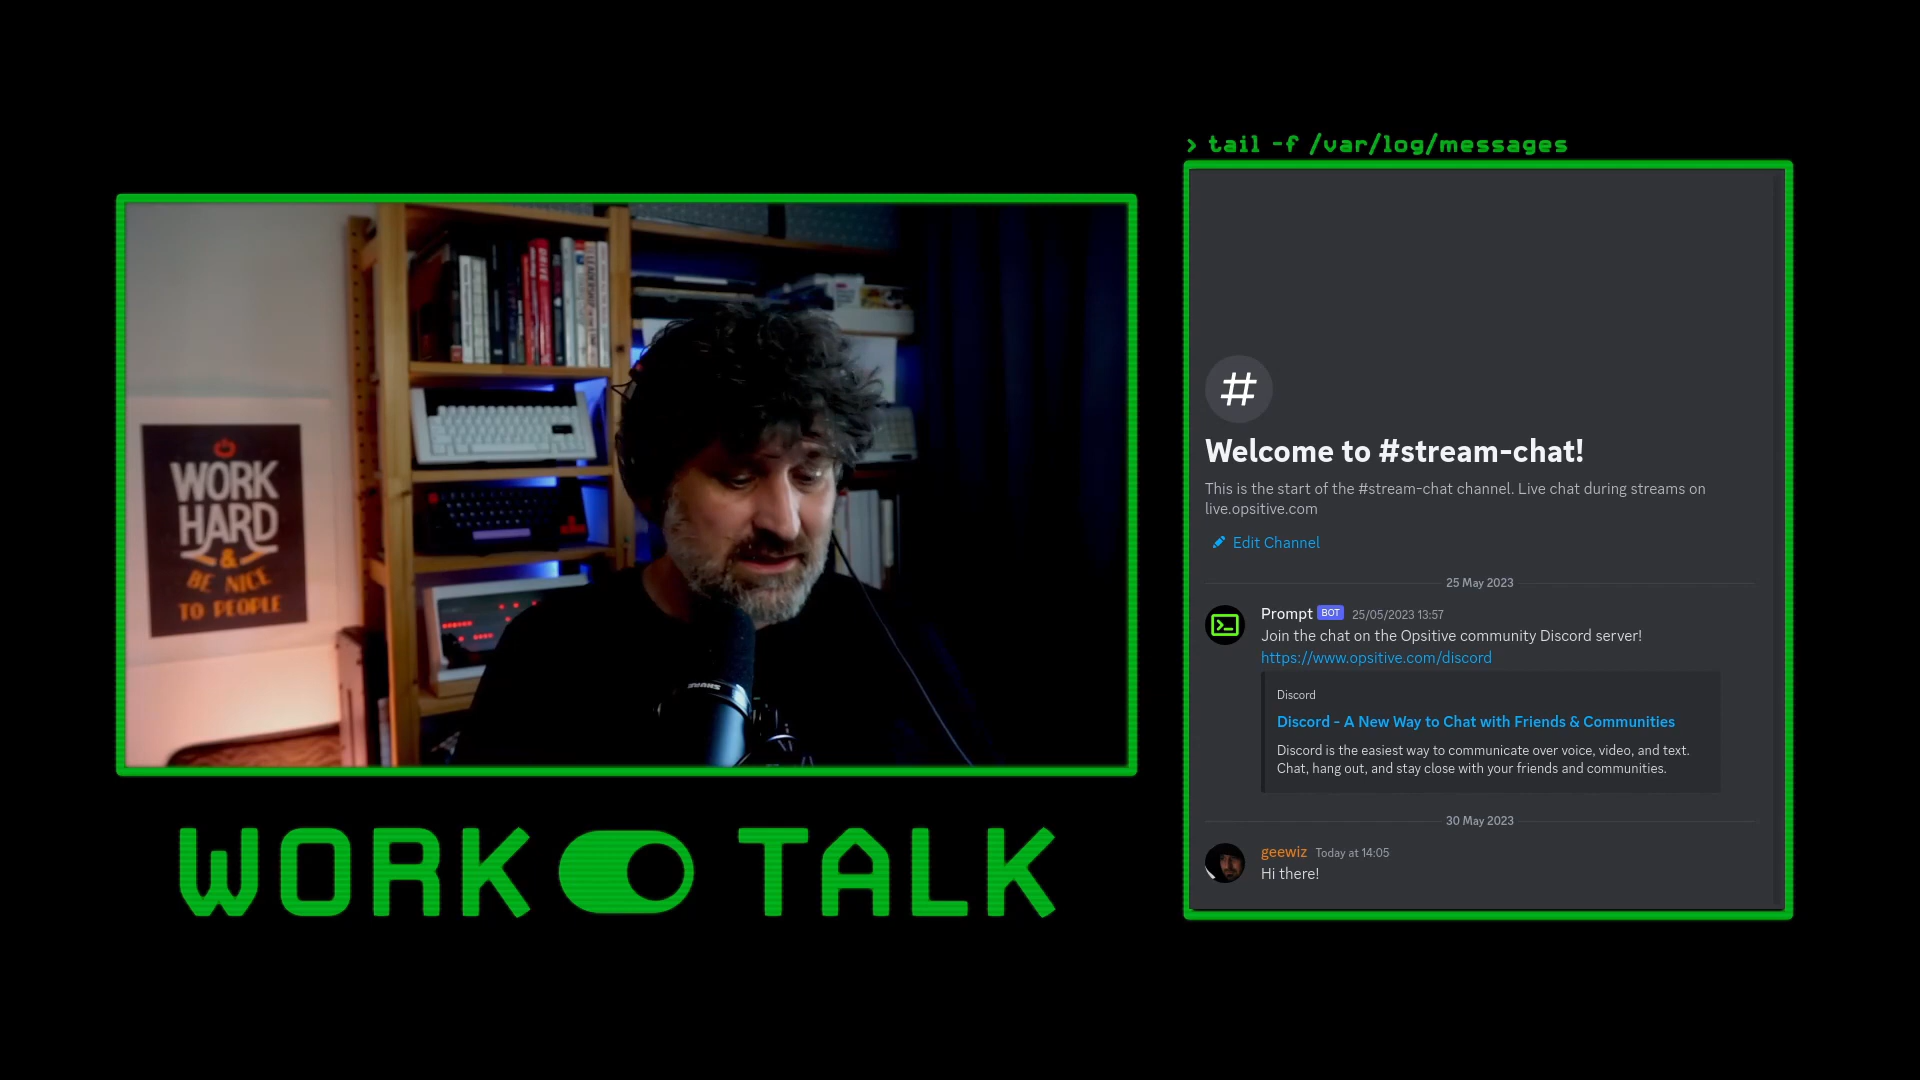 > tail -f /var/log/messages
DRIVE
LEADERSHIP
WORK
HARD
&
BE NICE
TO PEOPLE
SHURE
#
Welcome to #stream-chat!
This is the start of the #stream-chat channel. Live chat during streams on
live.opsitive.com
Edit Channel
25 May 2023
Prompt BOT 25/05/2023 13:57
Join the chat on the Opsitive community Discord server!
https://www.opsitive.com/discord
Discord
Discord - A New Way to Chat with Friends & Communities
Discord is the easiest way to communicate over voice, video, and text.
Chat, hang out, and stay close with your friends and communities.
30 May 2023
geewiz Today at 14:05
Hi there!
WORK TALK